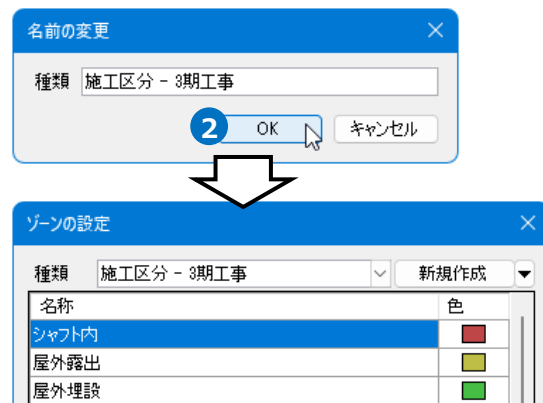 名前の変更
種類 施工区分 - 3期工事
2 OK キャンセル
ゾーンの設定
種類 施工区分 - 3期工事 新規作成
名称 色
シャフト内
屋外露出
屋外埋設